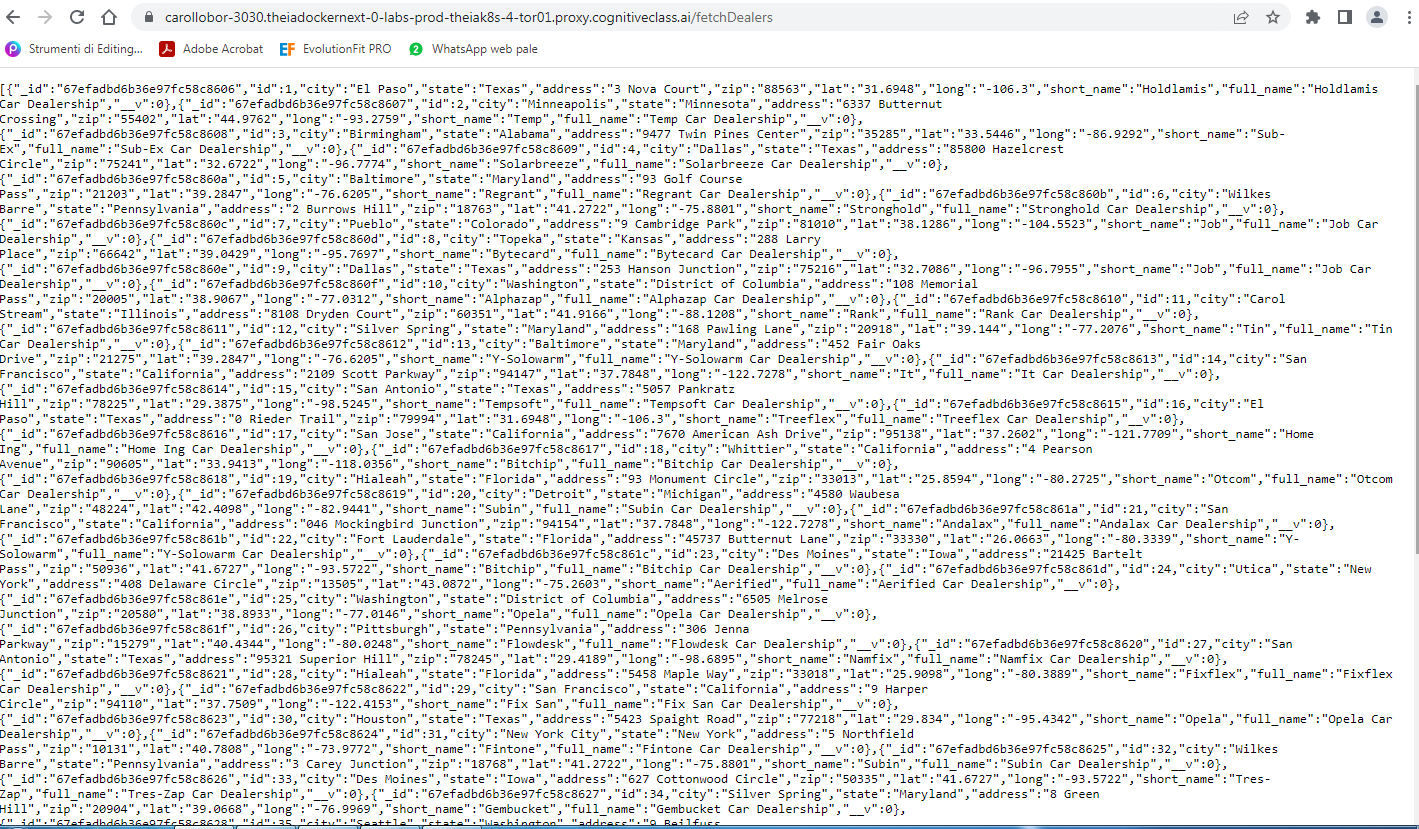 carollobor-3030.theiadockernext-0-labs-prod-theiak8s-4-tor01.proxy.cognitiveclass.ai/fetchDealers
Strumenti di Editing... Adobe Acrobat EvolutionFit PRO 2 WhatsApp web pale
[{"_id":"67efadbd6b36e97fc58c8606","id":1,"city":"El Paso","state":"Texas","address":"3 Nova Court","zip":"88563","lat":"31.6948","long":"-106.3","short_name":"Holdlamis","full_name":"Holdlamis
Car Dealership","__v":0},{"_id":"67efadbd6b36e97fc58c8607","id":2,"city":"Minneapolis","state":"Minnesota","address":"6337 Butternut
Crossing","zip":"55402","lat":"44.9762","long":"-93.2759","short_name":"Temp","full_name":"Temp Car Dealership","__v":0},
{"_id":"67efadbd6b36e97fc58c8608","id":3,"city":"Birmingham","state":"Alabama","address":"9477 Twin Pines Center","zip":"35285","lat":"33.5446","long":"-86.9292","short_name":"Sub-
Ex","full_name":"Sub-Ex Car Dealership","__v":0},{"_id":"67efadbd6b36e97fc58c8609","id":4,"city":"Dallas","state":"Texas","address":"85800 Hazelcrest
Circle","zip":"75241","lat":"32.6722","long":"-96.7774","short_name":"Solarbreeze","full_name":"Solarbreeze Car Dealership","__v":0},
{"_id":"67efadbd6b36e97fc58c860a","id":5,"city":"Baltimore","state":"Maryland","address":"93 Golf Course
Pass","zip":"21203","lat":"39.2847","long":"-76.6205","short_name":"Regrant","full_name":"Regrant Car Dealership","__v":0},{"_id":"67efadbd6b36e97fc58c860b","id":6,"city":"Wilkes
Barre","state":"Pennsylvania","address":"2 Burrows Hill","zip":"18763","lat":"41.2722","long":"-75.8801","short_name":"Stronghold","full_name":"Stronghold Car Dealership","__v":0},
{"_id":"67efadbd6b36e97fc58c860c","id":7,"city":"Pueblo","state":"Colorado","address":"9 Cambridge Park","zip":"81010","lat":"38.1286","long":"-104.5523","short_name":"Job","full_name":"Job Car
Dealership","__v":0},{"_id":"67efadbd6b36e97fc58c860d","id":8,"city":"Topeka","state":"Kansas","address":"288 Larry
Place","zip":"66642","lat":"39.0429","long":"-95.7697","short_name":"Bytecard","full_name":"Bytecard Car Dealership","__v":0},
{"_id":"67efadbd6b36e97fc58c860e","id":9,"city":"Dallas","state":"Texas","address":"253 Hanson Junction","zip":"75216","lat":"32.7086","long":"-96.7955","short_name":"Job","full_name":"Job Car
Dealership","__v":0},{"_id":"67efadbd6b36e97fc58c860f","id":10,"city":"Washington","state":"District of Columbia","address":"108 Memorial
Pass","zip":"20005","lat":"38.9067","long":"-77.0312","short_name":"Alphazap","full_name":"Alphazap Car Dealership","__v":0},{"_id":"67efadbd6b36e97fc58c8610","id":11,"city":"Carol
Stream","state":"Illinois","address":"8108 Dryden Court","zip":"60351","lat":"41.9166","long":"-88.1208","short_name":"Rank","full_name":"Rank Car Dealership","__v":0},
{"_id":"67efadbd6b36e97fc58c8611","id":12,"city":"Silver Spring","state":"Maryland","address":"168 Pawling Lane","zip":"20918","lat":"39.144","long":"-77.2076","short_name":"Tin","full_name":"Tin
Car Dealership","__v":0},{"_id":"67efadbd6b36e97fc58c8612","id":13,"city":"Baltimore","state":"Maryland","address":"452 Fair Oaks
Drive","zip":"21275","lat":"39.2847","long":"-76.6205","short_name":"Y-Solowarm","full_name":"Y-Solowarm Car Dealership","__v":0},{"_id":"67efadbd6b36e97fc58c8613","id":14,"city":"San
Francisco","state":"California","address":"2109 Scott Parkway","zip":"94147","lat":"37.7848","long":"-122.7278","short_name":"It","full_name":"It Car Dealership","__v":0},
{"_id":"67efadbd6b36e97fc58c8614","id":15,"city":"San Antonio","state":"Texas","address":"5057 Pankratz
Hill","zip":"78225","lat":"29.3875","long":"-98.5245","short_name":"Tempsoft","full_name":"Tempsoft Car Dealership","__v":0},{"_id":"67efadbd6b36e97fc58c8615","id":16,"city":"El
Paso","state":"Texas","address":"0 Rieder Trail","zip":"79994","lat":"31.6948","long":"-106.3","short_name":"Treeflex","full_name":"Treeflex Car Dealership","__v":0},
{"_id":"67efadbd6b36e97fc58c8616","id":17,"city":"San Jose","state":"California","address":"7670 American Ash Drive","zip":"95138","lat":"37.2602","long":"-121.7709","short_name":"Home
Ing","full_name":"Home Ing Car Dealership","__v":0},{"_id":"67efadbd6b36e97fc58c8617","id":18,"city":"Whittier","state":"California","address":"4 Pearson
Avenue","zip":"90605","lat":"33.9413","long":"-118.0356","short_name":"Bitchip","full_name":"Bitchip Car Dealership","__v":0},
{"_id":"67efadbd6b36e97fc58c8618","id":19,"city":"Hialeah","state":"Florida","address":"93 Monument Circle","zip":"33013","lat":"25.8594","long":"-80.2725","short_name":"Otcom","full_name":"Otcom
Car Dealership","__v":0},{"_id":"67efadbd6b36e97fc58c8619","id":20,"city":"Detroit","state":"Michigan","address":"4580 Waubesa
Lane","zip":"48224","lat":"42.4098","long":"-82.9441","short_name":"Subin","full_name":"Subin Car Dealership","__v":0},{"_id":"67efadbd6b36e97fc58c861a","id":21,"city":"San
Francisco","state":"California","address":"046 Mockingbird Junction","zip":"94154","lat":"37.7848","long":"-122.7278","short_name":"Andalax","full_name":"Andalax Car Dealership","__v":0},
{"_id":"67efadbd6b36e97fc58c861b","id":22,"city":"Fort Lauderdale","state":"Florida","address":"45737 Butternut Lane","zip":"33330","lat":"26.0663","long":"-80.3339","short_name":"Y-
Solowarm","full_name":"Y-Solowarm Car Dealership","__v":0},{"_id":"67efadbd6b36e97fc58c861c","id":23,"city":"Des Moines","state":"Iowa","address":"21425 Bartelt
Pass","zip":"50936","lat":"41.6727","long":"-93.5722","short_name":"Bitchip","full_name":"Bitchip Car Dealership","__v":0},{"_id":"67efadbd6b36e97fc58c861d","id":24,"city":"Utica","state":"New
York","address":"408 Delaware Circle","zip":"13505","lat":"43.0872","long":"-75.2603","short_name":"Aerified","full_name":"Aerified Car Dealership","__v":0},
{"_id":"67efadbd6b36e97fc58c861e","id":25,"city":"Washington","state":"District of Columbia","address":"6505 Melrose
Junction","zip":"20580","lat":"38.8933","long":"-77.0146","short_name":"Opela","full_name":"Opela Car Dealership","__v":0},
{"_id":"67efadbd6b36e97fc58c861f","id":26,"city":"Pittsburgh","state":"Pennsylvania","address":"306 Jenna
Parkway","zip":"15279","lat":"40.4344","long":"-80.0248","short_name":"Flowdesk","full_name":"Flowdesk Car Dealership","__v":0},{"_id":"67efadbd6b36e97fc58c8620","id":27,"city":"San
Antonio","state":"Texas","address":"95321 Superior Hill","zip":"78245","lat":"29.4189","long":"-98.6895","short_name":"Namfix","full_name":"Namfix Car Dealership","__v":0},
{"_id":"67efadbd6b36e97fc58c8621","id":28,"city":"Hialeah","state":"Florida","address":"5458 Maple Way","zip":"33018","lat":"25.9098","long":"-80.3889","short_name":"Fixflex","full_name":"Fixflex
Car Dealership","__v":0},{"_id":"67efadbd6b36e97fc58c8622","id":29,"city":"San Francisco","state":"California","address":"9 Harper
Circle","zip":"94110","lat":"37.7509","long":"-122.4153","short_name":"Fix San","full_name":"Fix San Car Dealership","__v":0},
{"_id":"67efadbd6b36e97fc58c8623","id":30,"city":"Houston","state":"Texas","address":"5423 Spaight Road","zip":"77218","lat":"29.834","long":"-95.4342","short_name":"Opela","full_name":"Opela Car
Dealership","__v":0},{"_id":"67efadbd6b36e97fc58c8624","id":31,"city":"New York City","state":"New York","address":"5 Northfield
Pass","zip":"10131","lat":"40.7808","long":"-73.9772","short_name":"Fintone","full_name":"Fintone Car Dealership","__v":0},{"_id":"67efadbd6b36e97fc58c8625","id":32,"city":"Wilkes
Barre","state":"Pennsylvania","address":"3 Carey Junction","zip":"18768","lat":"41.2722","long":"-75.8801","short_name":"Subin","full_name":"Subin Car Dealership","__v":0},
{"_id":"67efadbd6b36e97fc58c8626","id":33,"city":"Des Moines","state":"Iowa","address":"627 Cottonwood Circle","zip":"50335","lat":"41.6727","long":"-93.5722","short_name":"Tres-
Zap","full_name":"Tres-Zap Car Dealership","__v":0},{"_id":"67efadbd6b36e97fc58c8627","id":34,"city":"Silver Spring","state":"Maryland","address":"8 Green
Hill","zip":"20904","lat":"39.0668","long":"-76.9969","short_name":"Gembucket","full_name":"Gembucket Car Dealership","__v":0},
{"_id":"67efadbd6b36e97fc58c8628","id":35,"city":"Seattle","state":"Washington","address":"9 Beilfuss